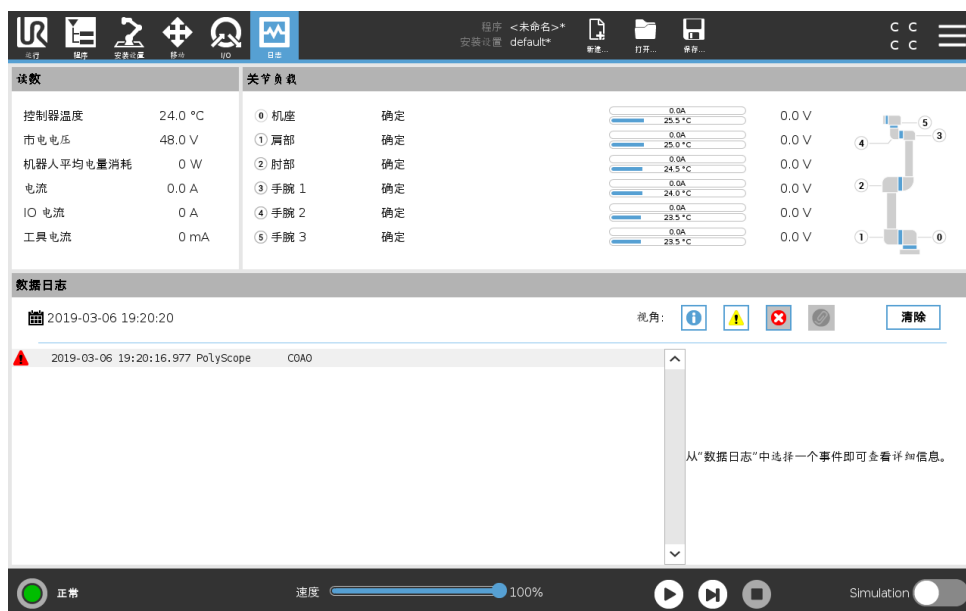 程序 <未命名>*
安装设置 default*
运行 程序 安装设置 移动 I/O 日志
新建... 打开... 保存...
C C
C C
读数
关节负载
控制器温度 24.0 °C
市电电压 48.0 V
机器人平均电量消耗 0 W
电流 0.0 A
IO 电流 0 A
工具电流 0 mA
0 机座 确定 0.0A 25.5 °C 0.0 V
1 肩部 确定 0.0A 25.0 °C 0.0 V
2 肘部 确定 0.0A 24.5 °C 0.0 V
3 手腕 1 确定 0.0A 24.0 °C 0.0 V
4 手腕 2 确定 0.0A 23.5 °C 0.0 V
5 手腕 3 确定 0.0A 23.5 °C 0.0 V
5
4 3
2
1 0
数据日志
2019-03-06 19:20:20
视角:
清除
2019-03-06 19:20:16.977 PolyScope C0A0
从"数据日志"中选择一个事件即可查看详细信息。
正常
速度 100%
Simulation